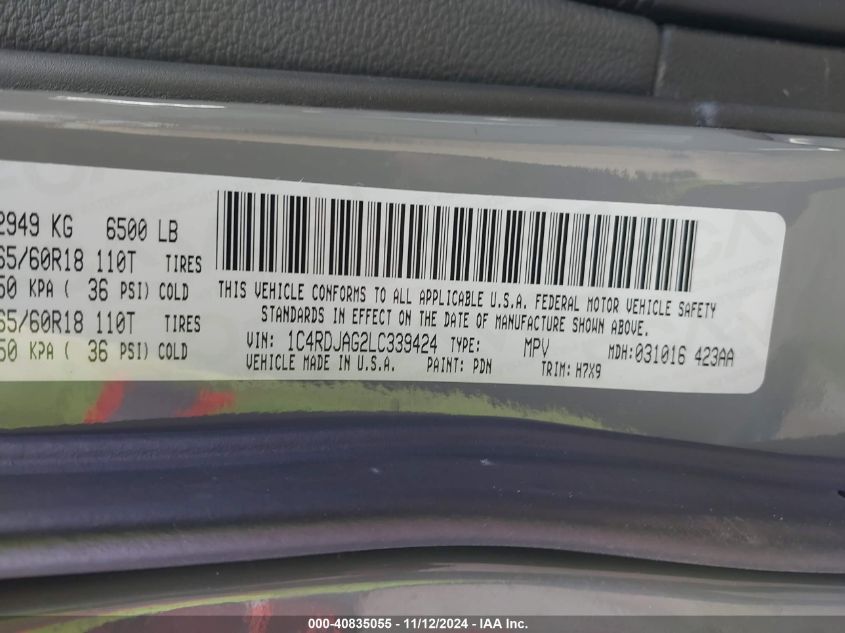 2949 KG 6500 LB
65/60R18 110T TIRES
50 KPA ( 36 PSI) COLD
65/60R18 110T TIRES
50 KPA ( 36 PSI) COLD
THIS VEHICLE CONFORMS TO ALL APPLICABLE U.S.A. FEDERAL MOTOR VEHICLE SAFETY
STANDARDS IN EFFECT ON THE DATE OF MANUFACTURE SHOWN ABOVE.
VIN: 1C4RDJAG2LC339424 TYPE: MPV MDH:031016 423AA
VEHICLE MADE IN U.S.A. PAINT: PDN TRIM: H7X9
000-40835055 - 11/12/2024 - IAA Inc.